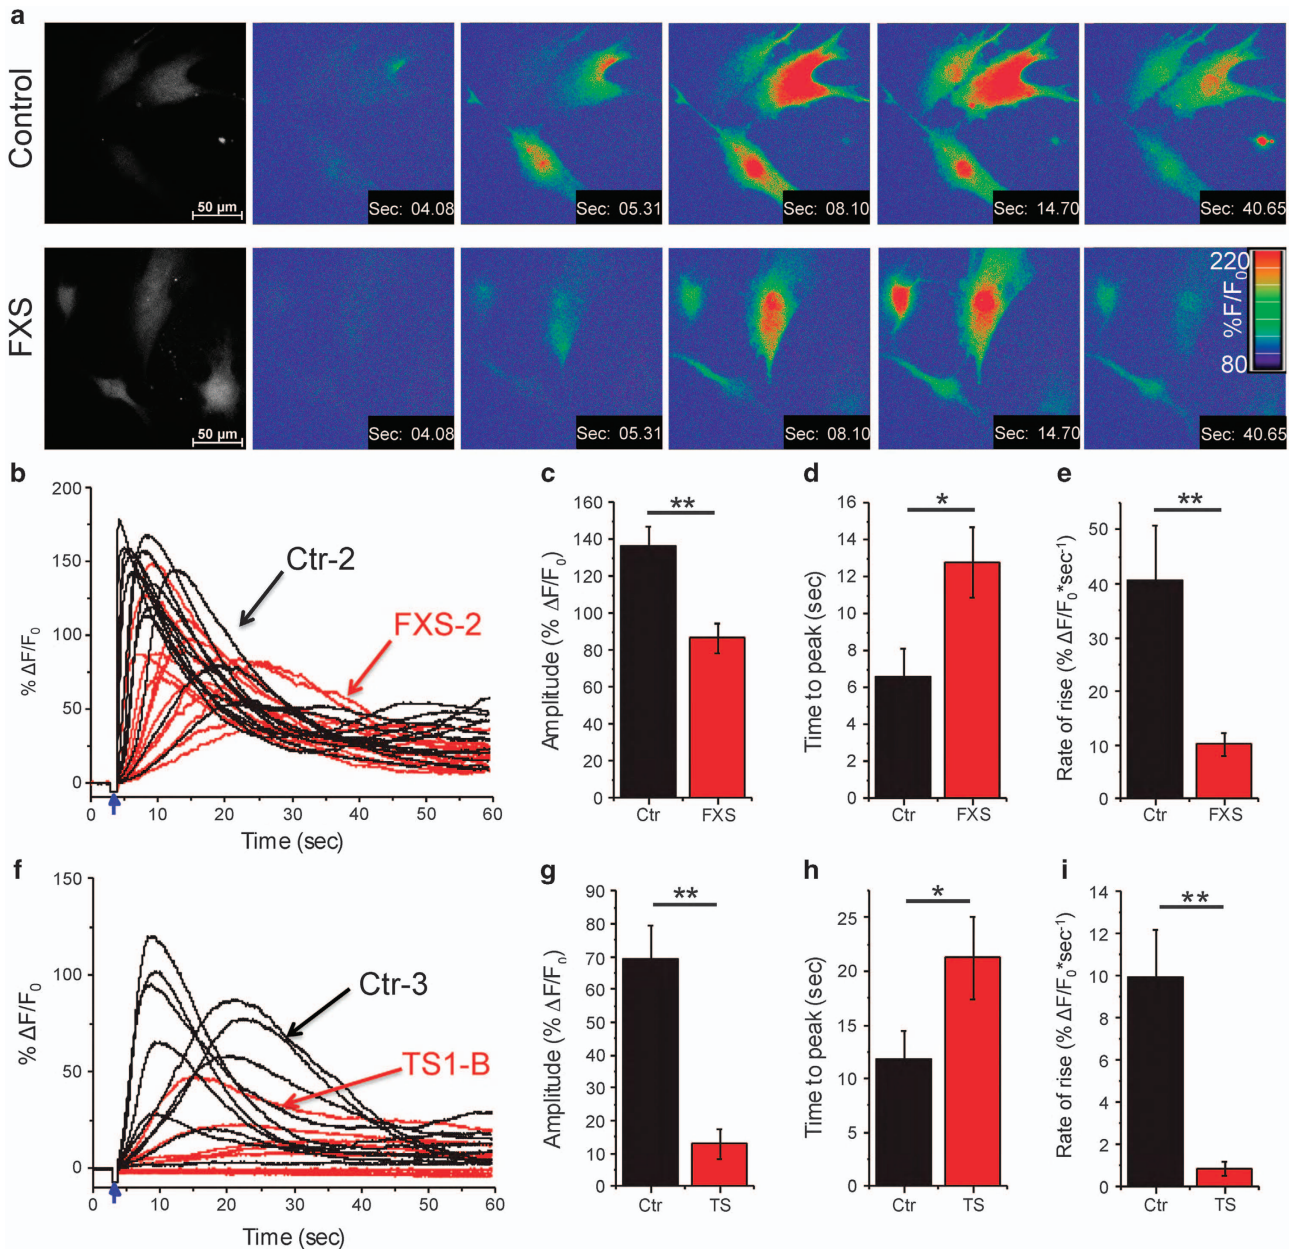 a
Control
50 µm
Sec: 04.08
Sec: 05.31
Sec: 08.10
Sec: 14.70
Sec: 40.65
FXS
50 µm
Sec: 04.08
Sec: 05.31
Sec: 08.10
Sec: 14.70
Sec: 40.65
220
%F/F0
80
b
200
150
100
50
0
% ΔF/F0
Ctr-2
FXS-2
0 10 20 30 40 50 60
Time (sec)
c
160
140
120
100
80
60
40
20
0
Amplitude (% ΔF/F0)
**
Ctr FXS
d
16
14
12
10
8
6
4
2
0
Time to peak (sec)
*
Ctr FXS
e
50
40
30
20
10
0
Rate of rise (% ΔF/F0*sec-1)
**
Ctr FXS
f
150
100
50
0
% ΔF/F0
Ctr-3
TS1-B
0 10 20 30 40 50 60
Time (sec)
g
90
80
70
60
50
40
30
20
10
0
Amplitude (% ΔF/F0)
**
Ctr TS
h
25
20
15
10
5
0
Time to peak (sec)
*
Ctr TS
i
14
12
10
8
6
4
2
0
Rate of rise (% ΔF/F0*sec-1)
**
Ctr TS